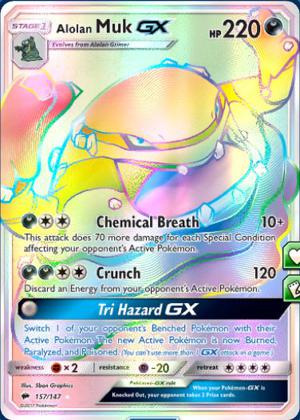 STAGE 1 Alolan Muk GX HP 220
Evolves from Alolan Grimer
Chemical Breath 10+
This attack does 70 more damage for each Special Condition
affecting your opponent's Active Pokémon.
Crunch 120
Discard an Energy from your opponent's Active Pokémon.
Tri Hazard GX
Switch 1 of your opponent's Benched Pokémon with their
Active Pokémon. The new Active Pokémon is now Burned,
Paralyzed, and Poisoned. (You can't use more than 1 GX attack in a game.)
weakness ×2 resistance -20 retreat
Illus. 5ban Graphics
157/147
Pokémon-GX rule
When your Pokémon-GX is
Knocked Out, your opponent takes 2 Prize cards.
©2017 Pokémon